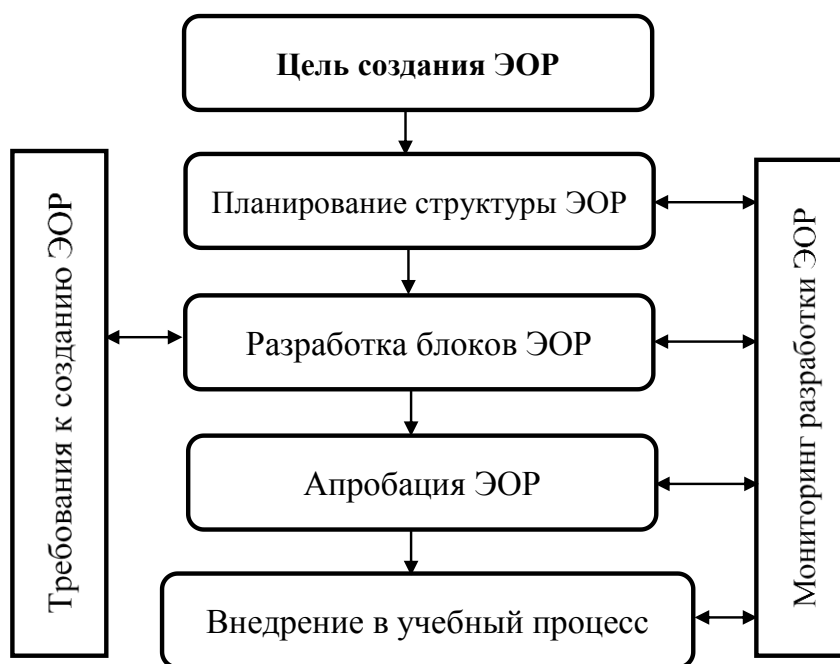 Цель создания ЭОР
Требования к созданию ЭОР
Планирование структуры ЭОР
Мониторинг разработки ЭОР
Разработка блоков ЭОР
Апробация ЭОР
Внедрение в учебный процесс